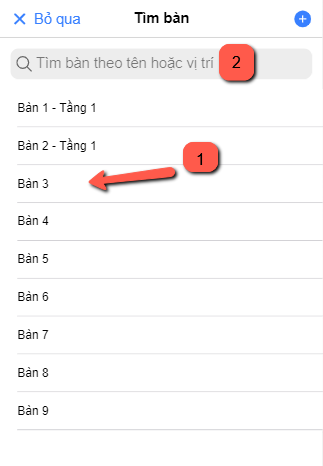 Bỏ qua Tìm bàn
Tìm bàn theo tên hoặc vị trí 2
Bàn 1 - Tầng 1
Bàn 2 - Tầng 1
1
Bàn 3
Bàn 4
Bàn 5
Bàn 6
Bàn 7
Bàn 8
Bàn 9